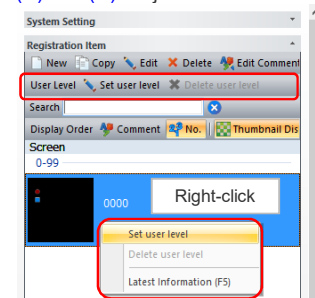 System Setting
Registration Item
New Copy Edit Delete Edit Comment
User Level Set user level Delete user level
Search
Display Order Comment No. Thumbnail Dis
Screen
0-99
0000 Right-click
Set user level
Delete user level
Latest Information (F5)